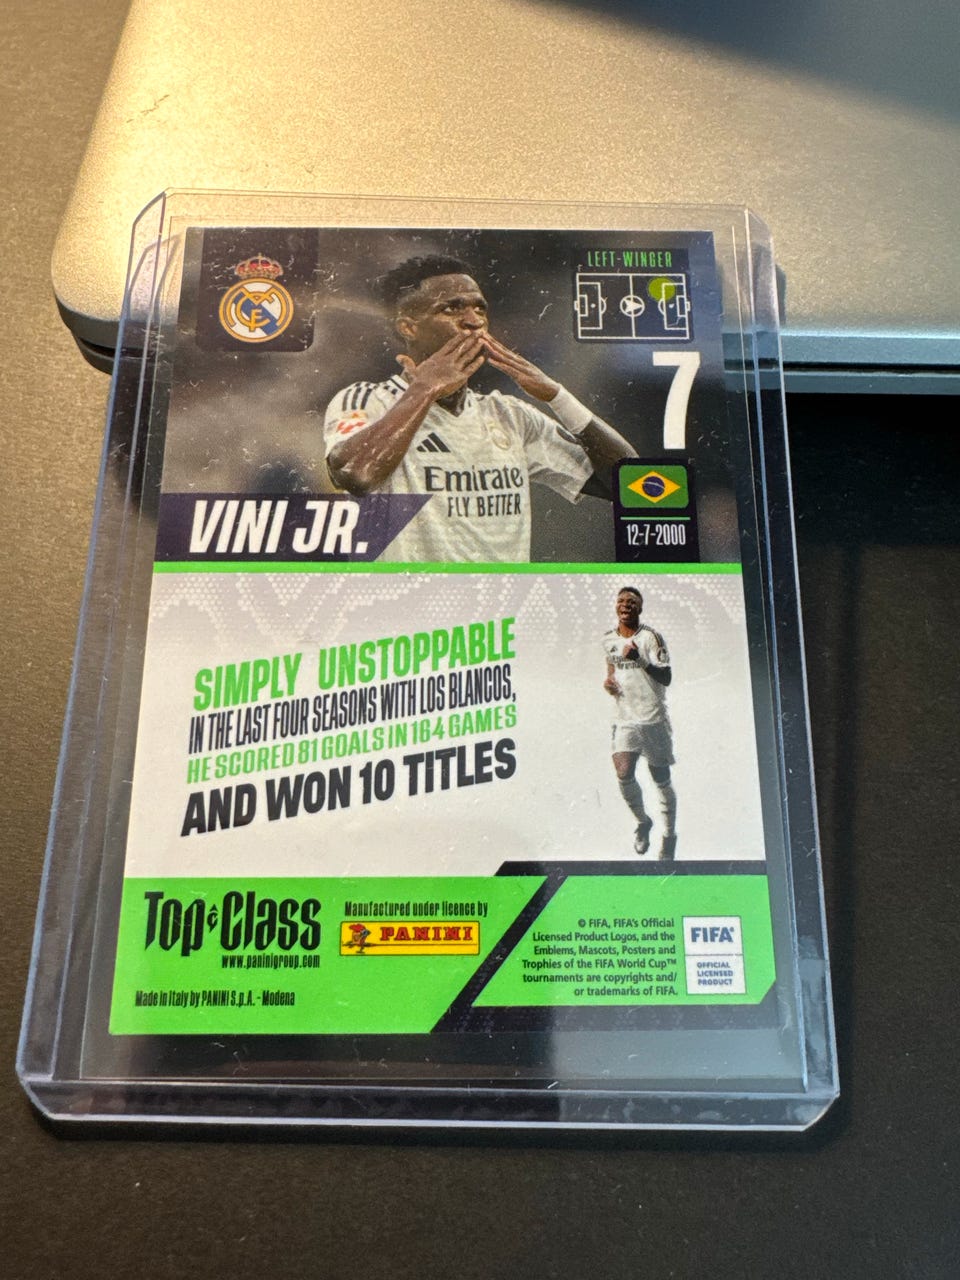 LEFT-WINGER
7
Emirate
FLY BETTER
12-7-2000
VINI JR.
SIMPLY UNSTOPPABLE
IN THE LAST FOUR SEASONS WITH LOS BLANCOS,
HE SCORED 81 GOALS IN 164 GAMES
AND WON 10 TITLES
Top Class
www.paninigroup.com
Manufactured under licence by
PANINI
Made in Italy by PANINI S.p.A. - Modena
© FIFA, FIFA's Official
Licensed Product Logos, and the
Emblems, Mascots, Posters and
Trophies of the FIFA World Cup™
tournaments are copyrights and/
or trademarks of FIFA.
FIFA®
OFFICIAL
LICENSED
PRODUCT